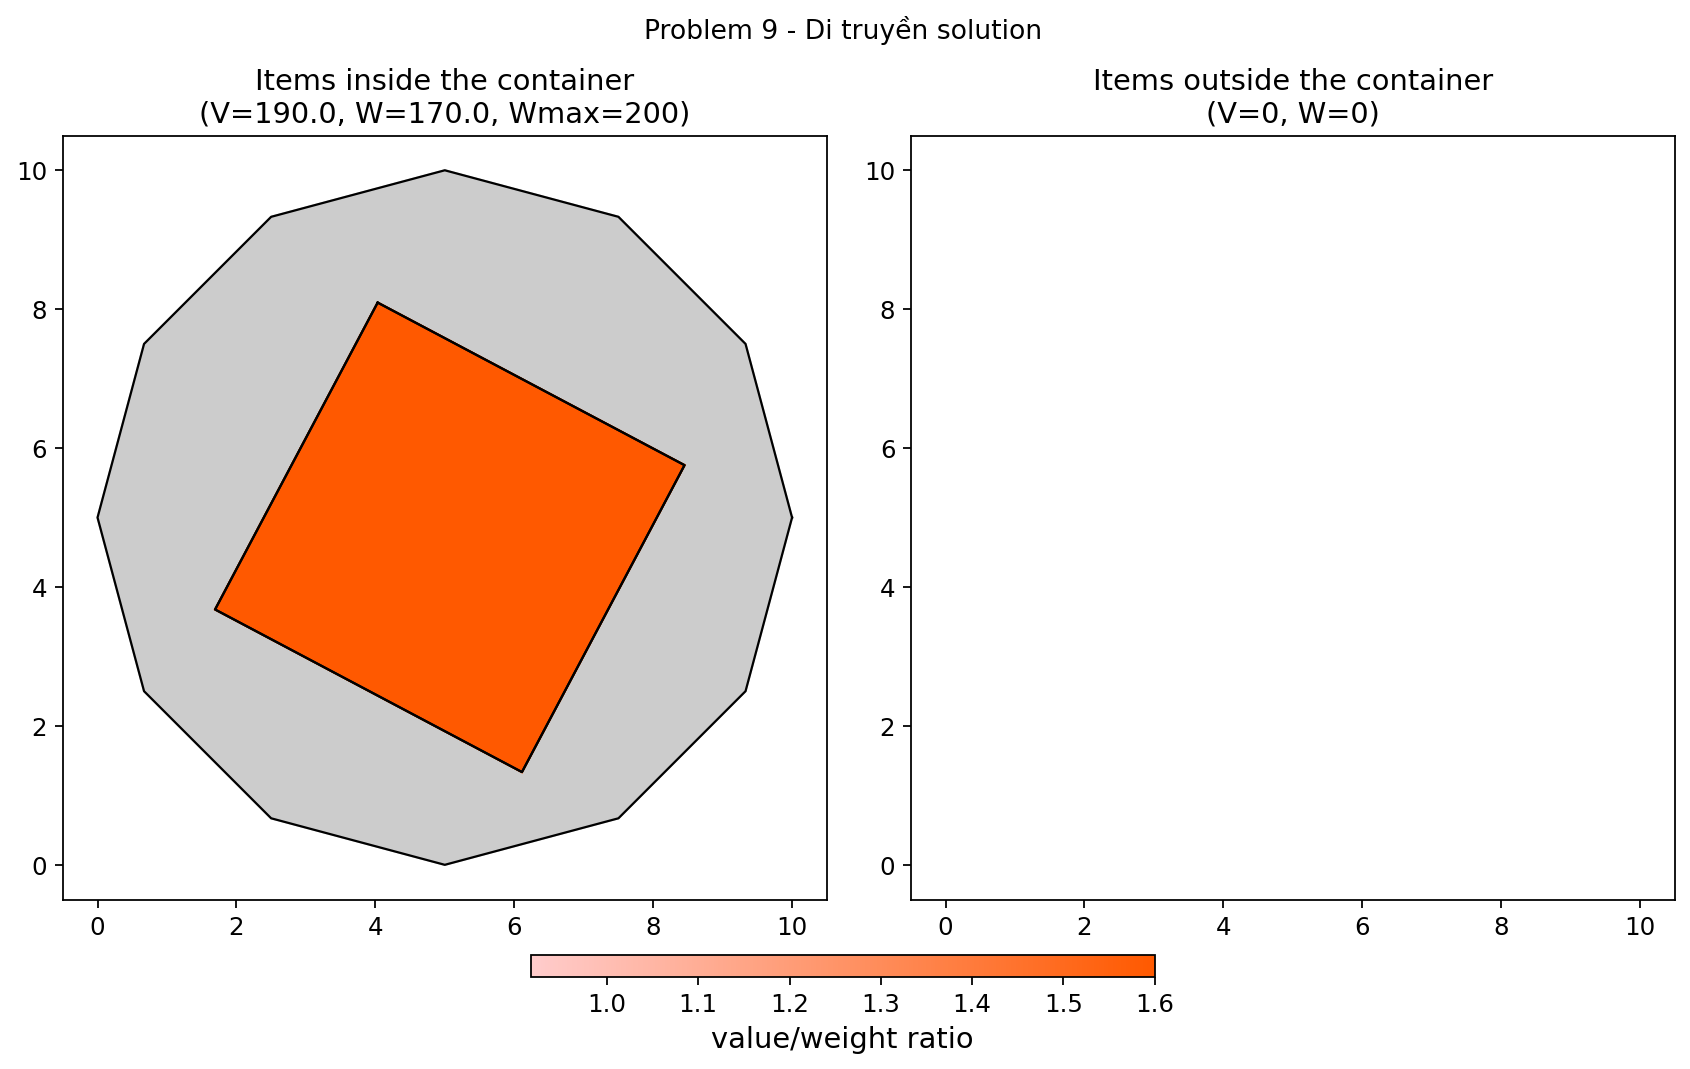 Problem 9 - Di truyền solution
Items inside the container
(V=190.0, W=170.0, Wmax=200)
10
8
6
4
2
0
0 2 4 6 8 10
Items outside the container
(V=0, W=0)
10
8
6
4
2
0
0 2 4 6 8 10
1.0 1.1 1.2 1.3 1.4 1.5 1.6
value/weight ratio